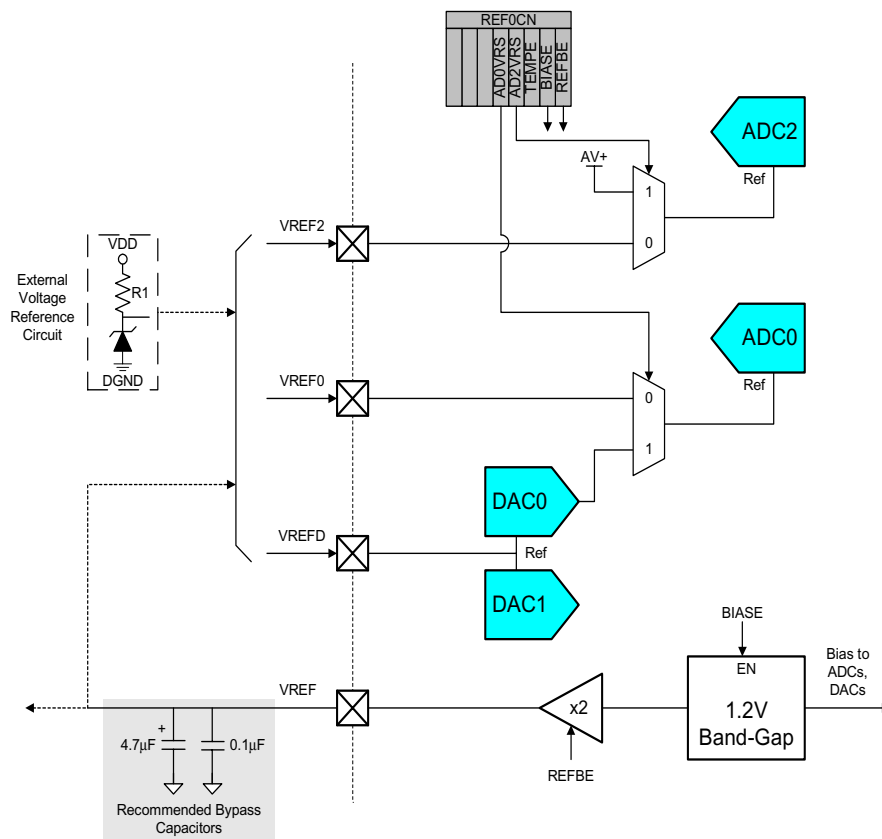 REF0CN
AD0VRS
AD2VRS
TEMPE
BIASE
REFBE
ADC2
Ref
AV+
1
0
VREF2
External
Voltage
Reference
Circuit
VDD
R1
DGND
ADC0
Ref
VREF0
0
1
DAC0
VREFD
Ref
DAC1
BIASE
EN
1.2V
Band-Gap
Bias to
ADCs,
DACs
VREF
x2
REFBE
+
4.7μF
0.1μF
Recommended Bypass
Capacitors